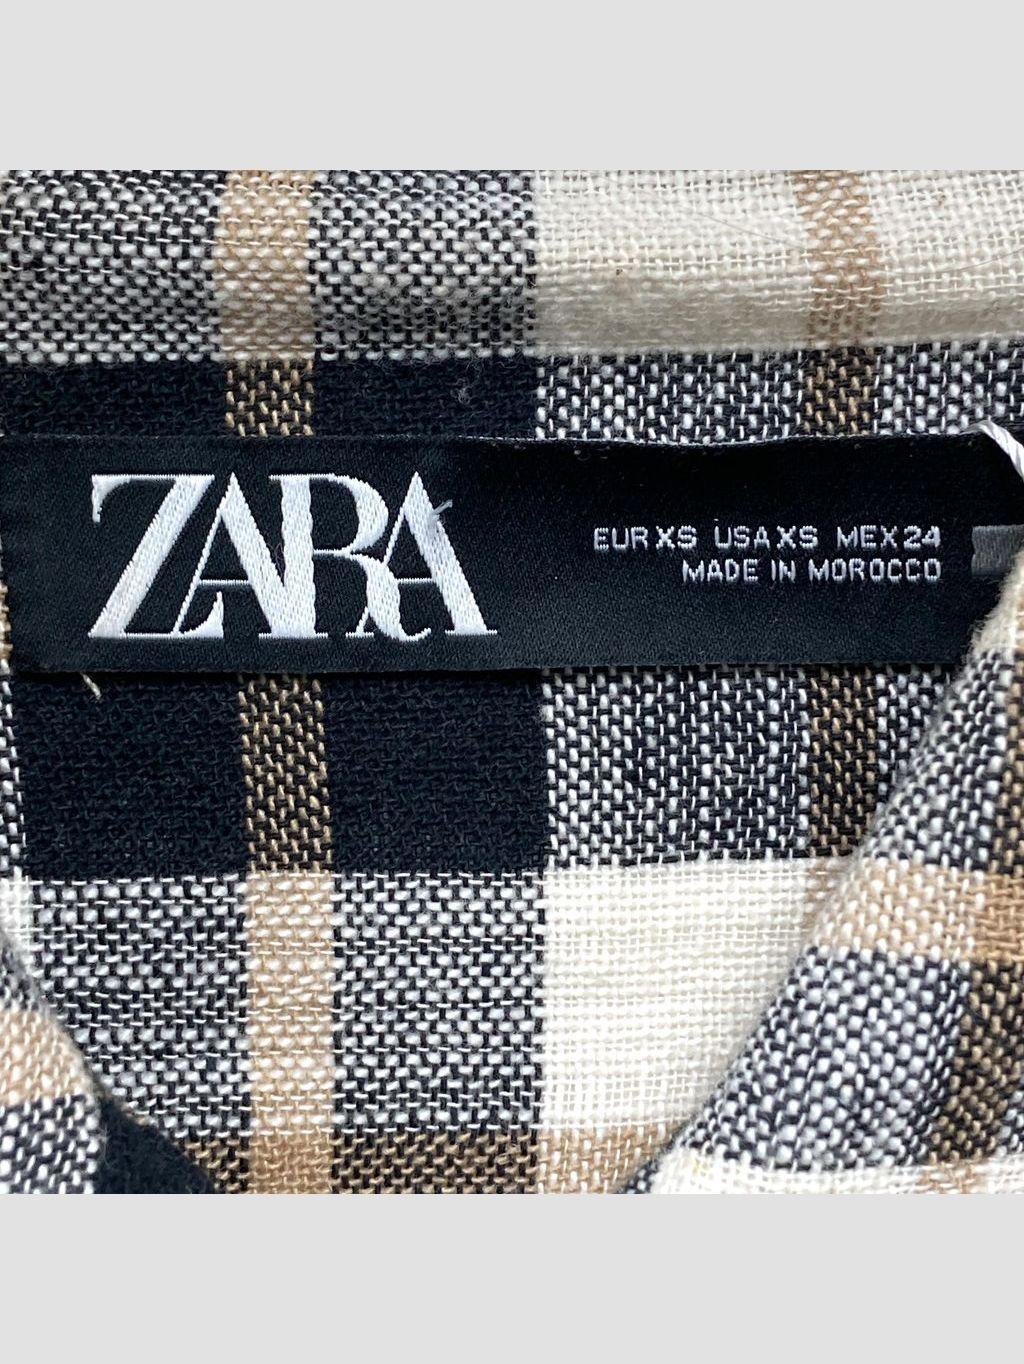 ZARA
EUR XS USA XS MEX 24
MADE IN MOROCCO